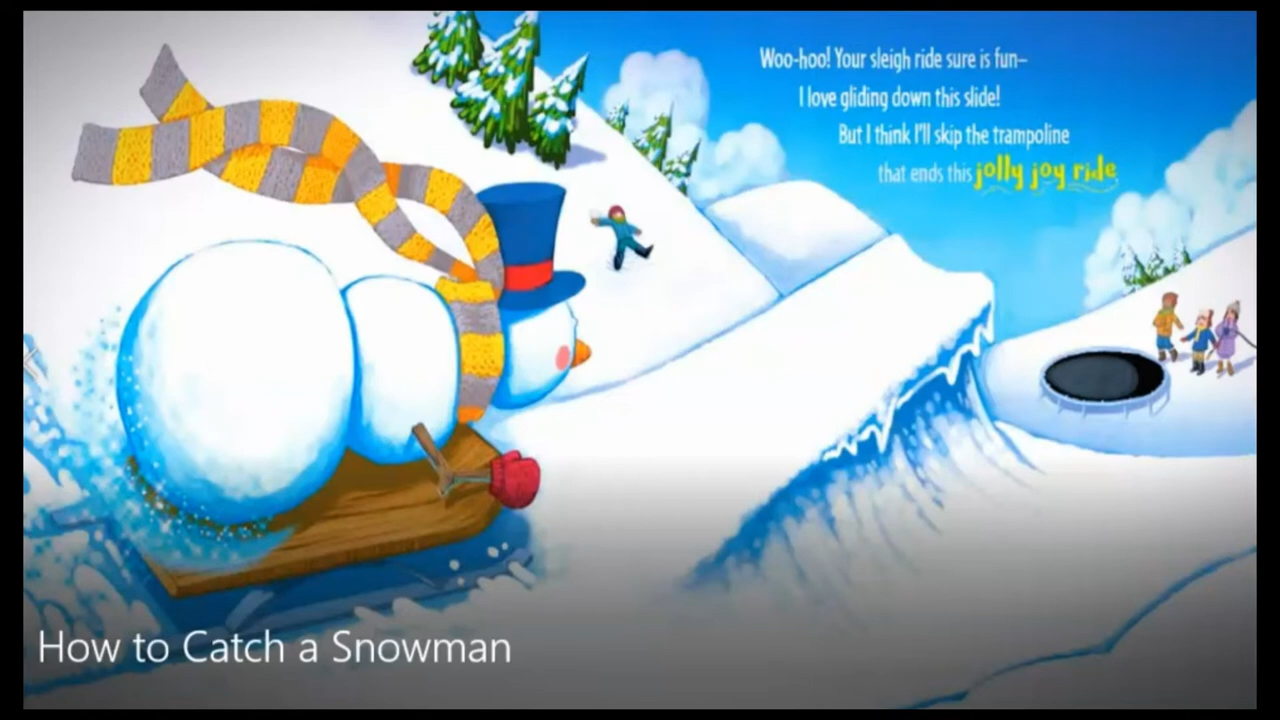 Woo-hoo! Your sleigh ride sure is fun–
I love gliding down this slide!
But I think I'll skip the trampoline
that ends this jolly joy ride
How to Catch a Snowman